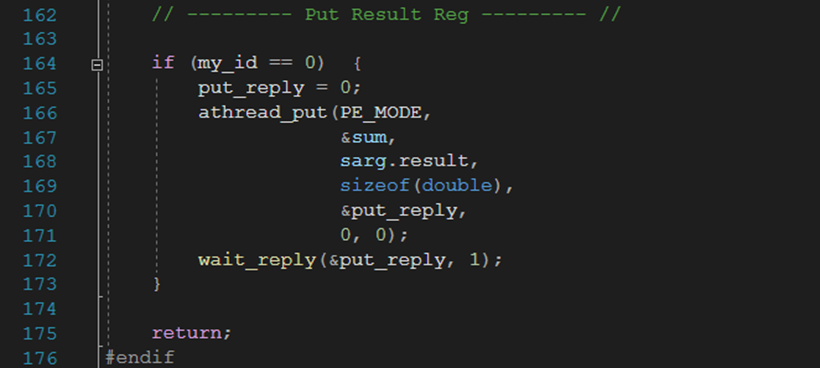 162 // --------- Put Result Reg --------- //
163
164 if (my_id == 0) {
165 put_reply = 0;
166 athread_put(PE_MODE,
167 &sum,
168 sarg.result,
169 sizeof(double),
170 &put_reply,
171 0, 0);
172 wait_reply(&put_reply, 1);
173 }
174
175 return;
176 #endif